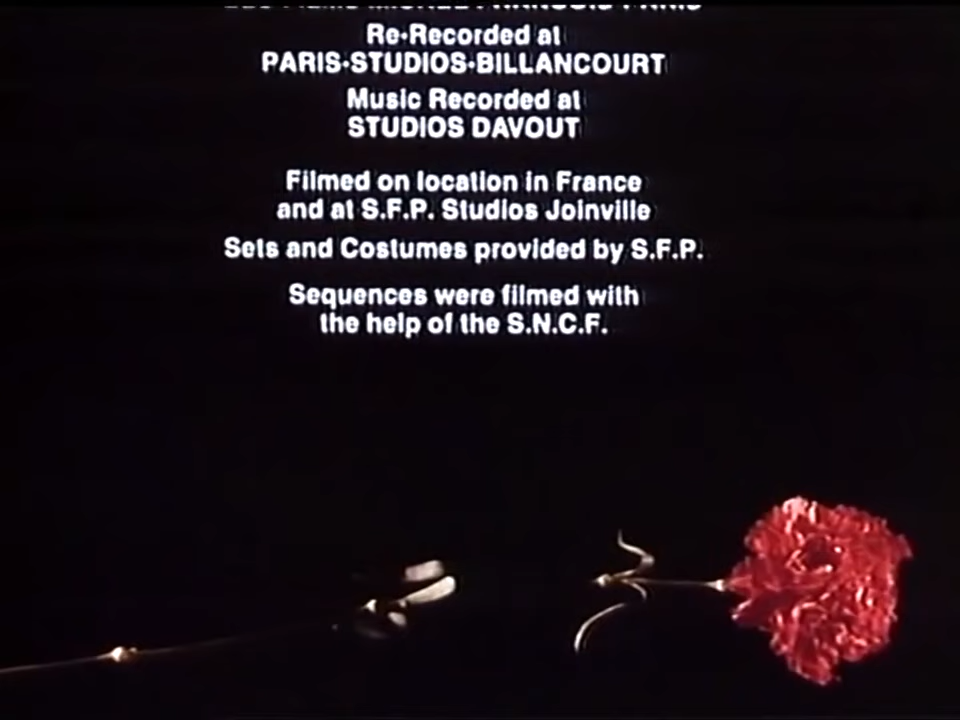 Re-Recorded at
PARIS-STUDIOS-BILLANCOURT
Music Recorded at
STUDIOS DAVOUT
Filmed on location in France
and at S.F.P. Studios Joinville
Sets and Costumes provided by S.F.P.
Sequences were filmed with
the help of the S.N.C.F.